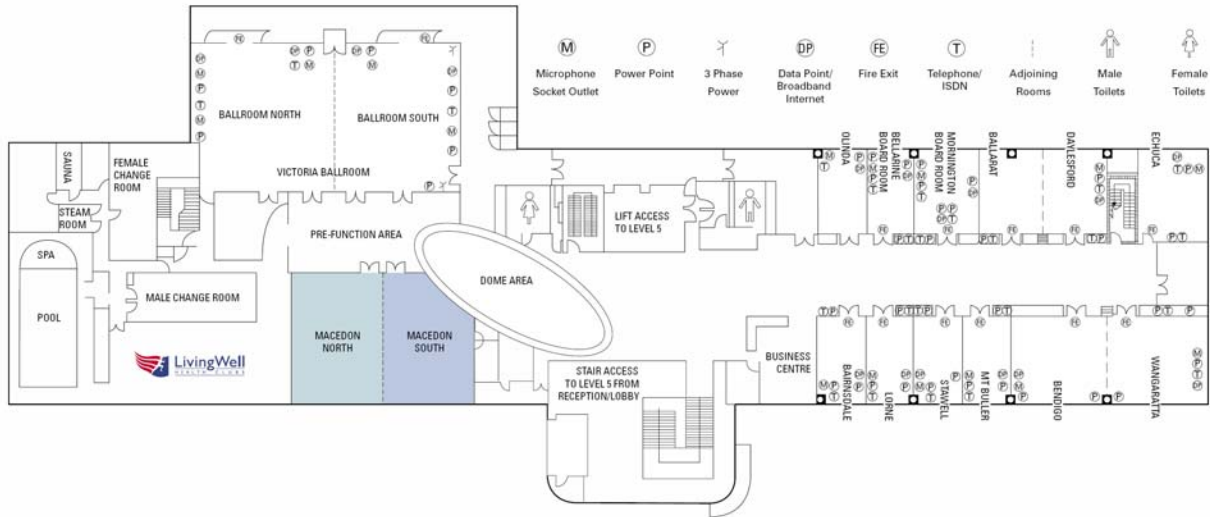 M
P
DP
FE
T
Microphone
Socket Outlet
Power Point
3 Phase
Power
Data Point/
Broadband
Internet
Fire Exit
Telephone/
ISDN
Adjoining
Rooms
Male
Toilets
Female
Toilets
BALLROOM NORTH
BALLROOM SOUTH
VICTORIA BALLROOM
SAUNA
FEMALE
CHANGE
ROOM
STEAM
ROOM
SPA
POOL
MALE CHANGE ROOM
LivingWell
HEALTH CLUBS
PRE-FUNCTION AREA
MACEDON
NORTH
MACEDON
SOUTH
DOME AREA
LIFT ACCESS
TO LEVEL 5
STAIR ACCESS
TO LEVEL 5 FROM
RECEPTION/LOBBY
BUSINESS
CENTRE
OLINDA
BELLARINE
BOARD ROOM
MORNINGTON
BOARD ROOM
BALLARAT
DAYLESFORD
ECHUCA
BAIRNSDALE
LORNE
STAWELL
MT BULLER
BENDIGO
WANGARATTA